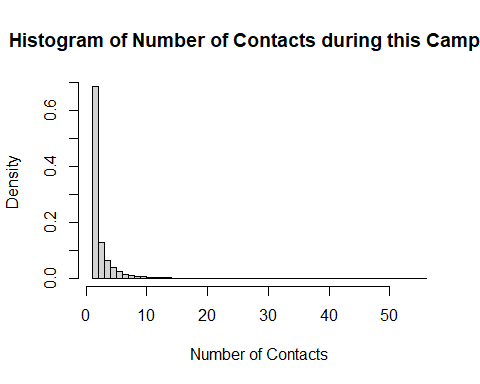 Histogram of Number of Contacts during this Camp
Density
0.0 0.2 0.4 0.6
0 10 20 30 40 50
Number of Contacts